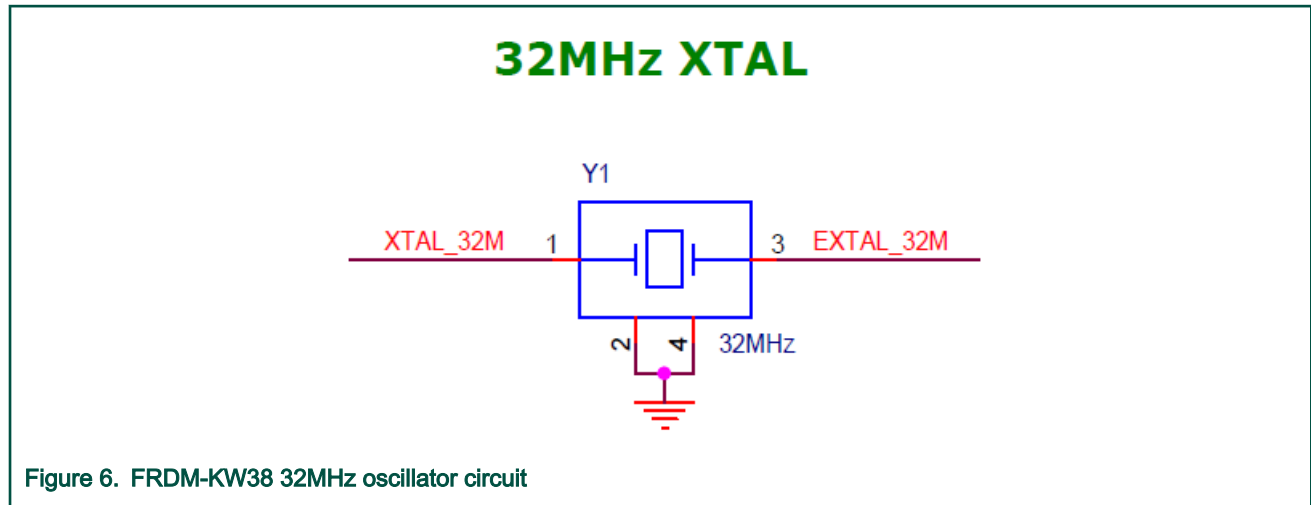 32MHz XTAL
Y1
XTAL_32M 1 3 EXTAL_32M
2 4 32MHz
Figure 6. FRDM-KW38 32MHz oscillator circuit